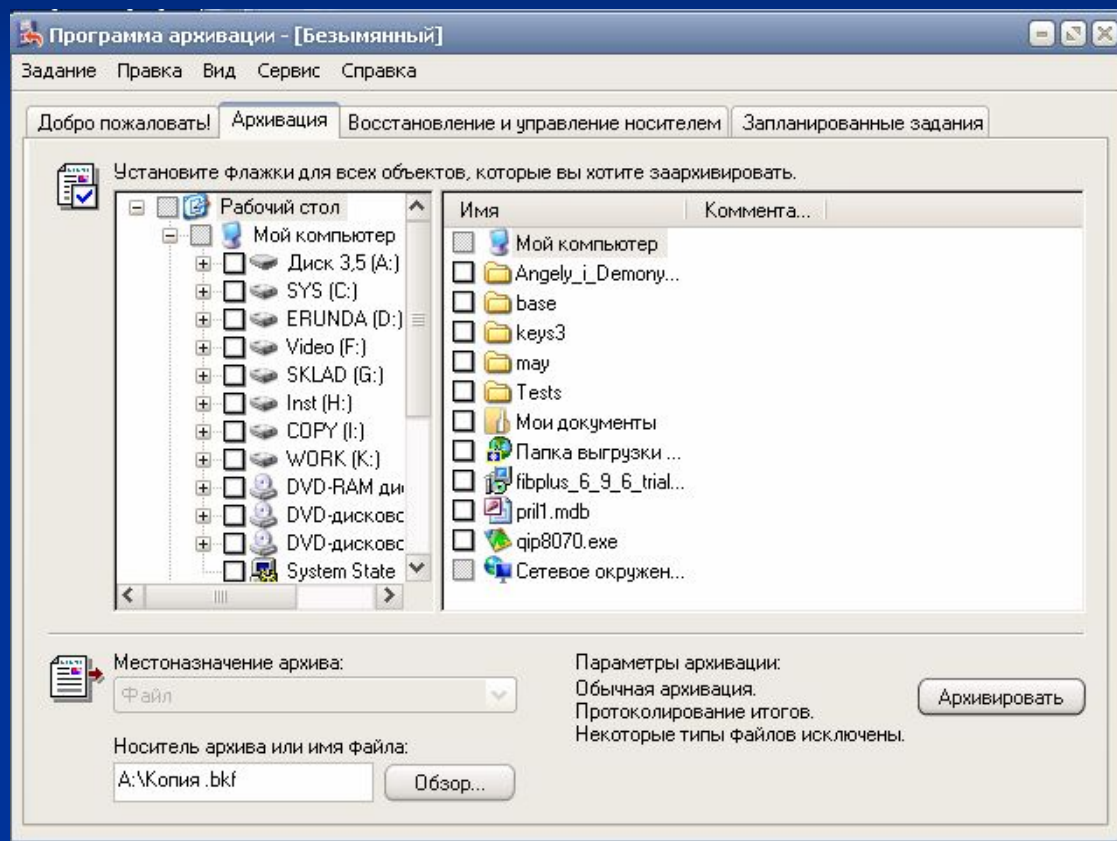 Программа архивации - [Безымянный]
Задание Правка Вид Сервис Справка
Добро пожаловать! Архивация Восстановление и управление носителем Запланированные задания
Установите флажки для всех объектов, которые вы хотите заархивировать.
Рабочий стол
Мой компьютер
Диск 3,5 (A:)
SYS (C:)
ERUNDA (D:)
Video (F:)
SKLAD (G:)
Inst (H:)
COPY (I:)
WORK (K:)
DVD-RAM ди
DVD-дисковс
DVD-дисковс
System State
Имя Коммента...
Мой компьютер
Angely_i_Demony...
base
keys3
may
Tests
Мои документы
Папка выгрузки ...
fibplus_6_9_6_trial...
pril1.mdb
qip8070.exe
Сетевое окружен...
Местоназначение архива:
Файл
Носитель архива или имя файла:
A:\Копия .bkf
Обзор...
Параметры архивации:
Обычная архивация.
Протоколирование итогов.
Некоторые типы файлов исключены.
Архивировать